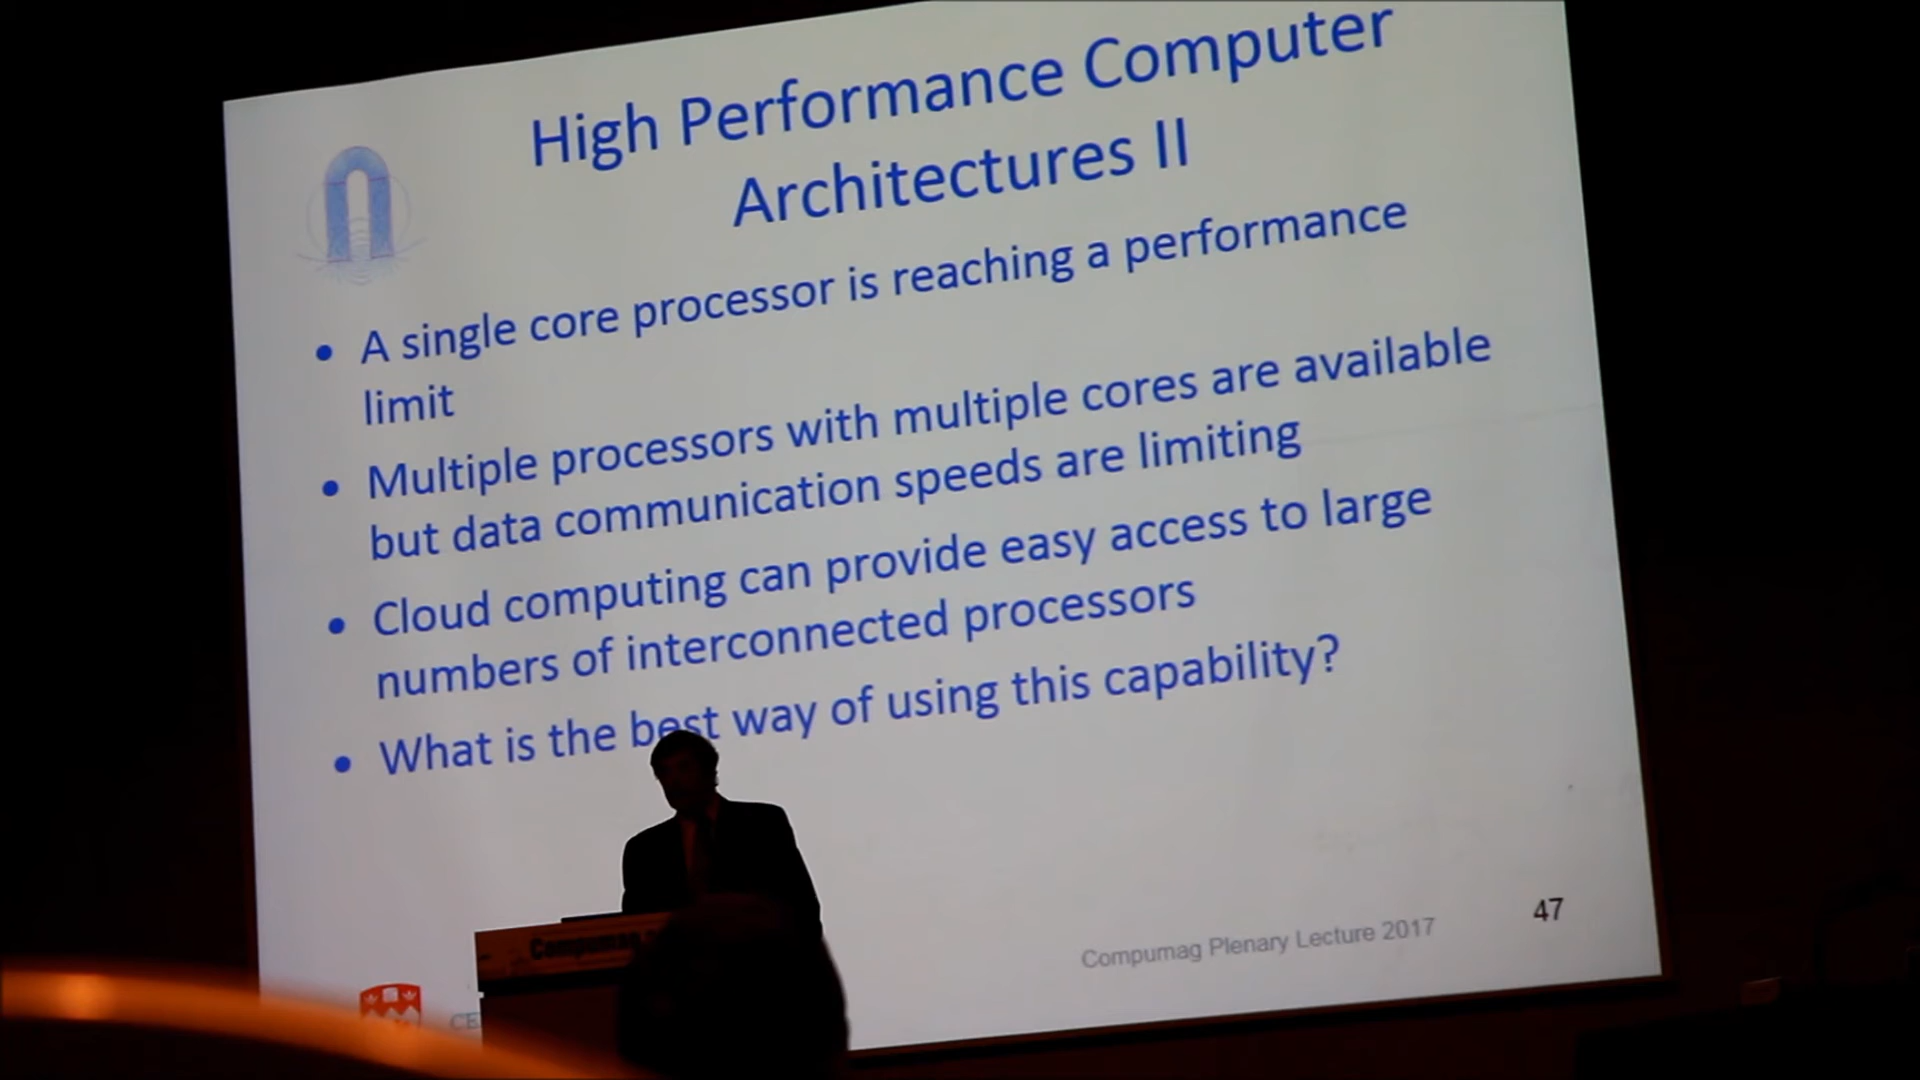 High Performance Computer
Architectures II
• A single core processor is reaching a performance
limit
• Multiple processors with multiple cores are available
but data communication speeds are limiting
• Cloud computing can provide easy access to large
numbers of interconnected processors
• What is the best way of using this capability?
Compumag Plenary Lecture 2017
47
Compumag
CE